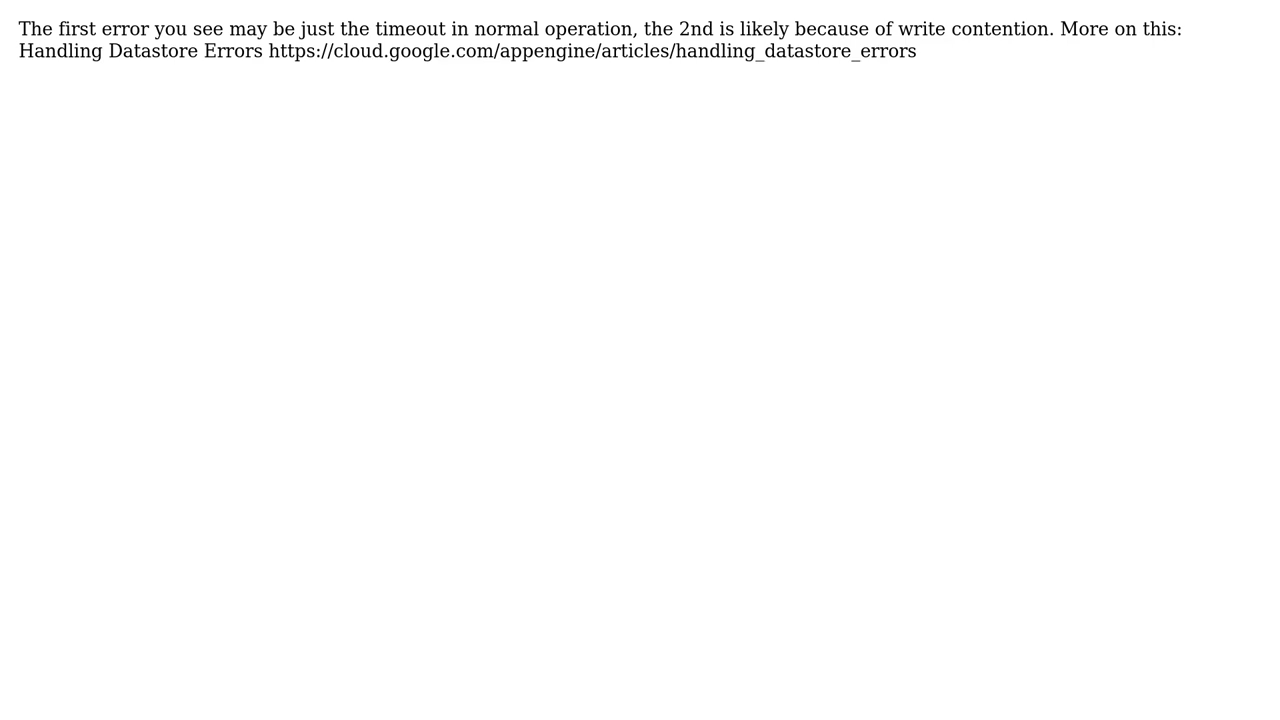 The first error you see may be just the timeout in normal operation, the 2nd is likely because of write contention. More on this:
Handling Datastore Errors https://cloud.google.com/appengine/articles/handling_datastore_errors